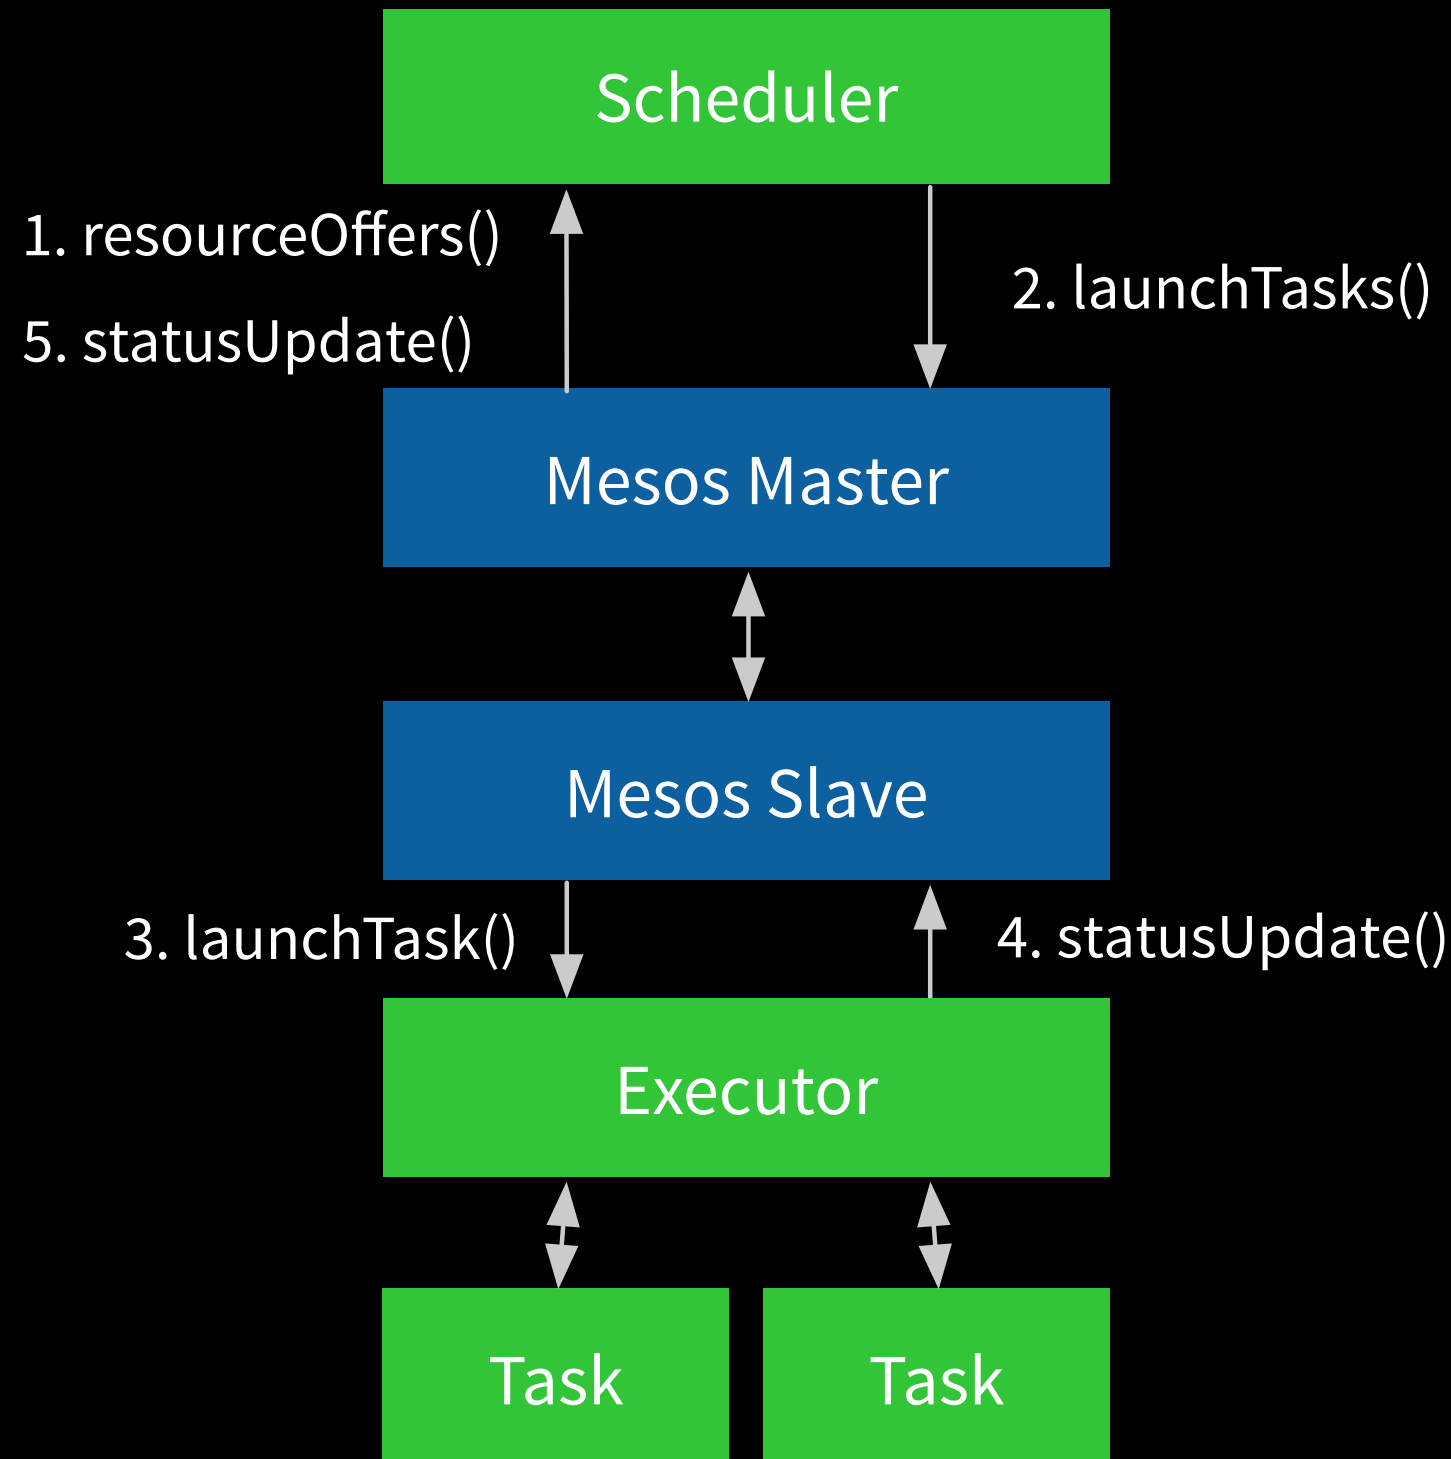 Scheduler
1. resourceOffers()
2. launchTasks()
5. statusUpdate()
Mesos Master
Mesos Slave
3. launchTask()
4. statusUpdate()
Executor
Task
Task